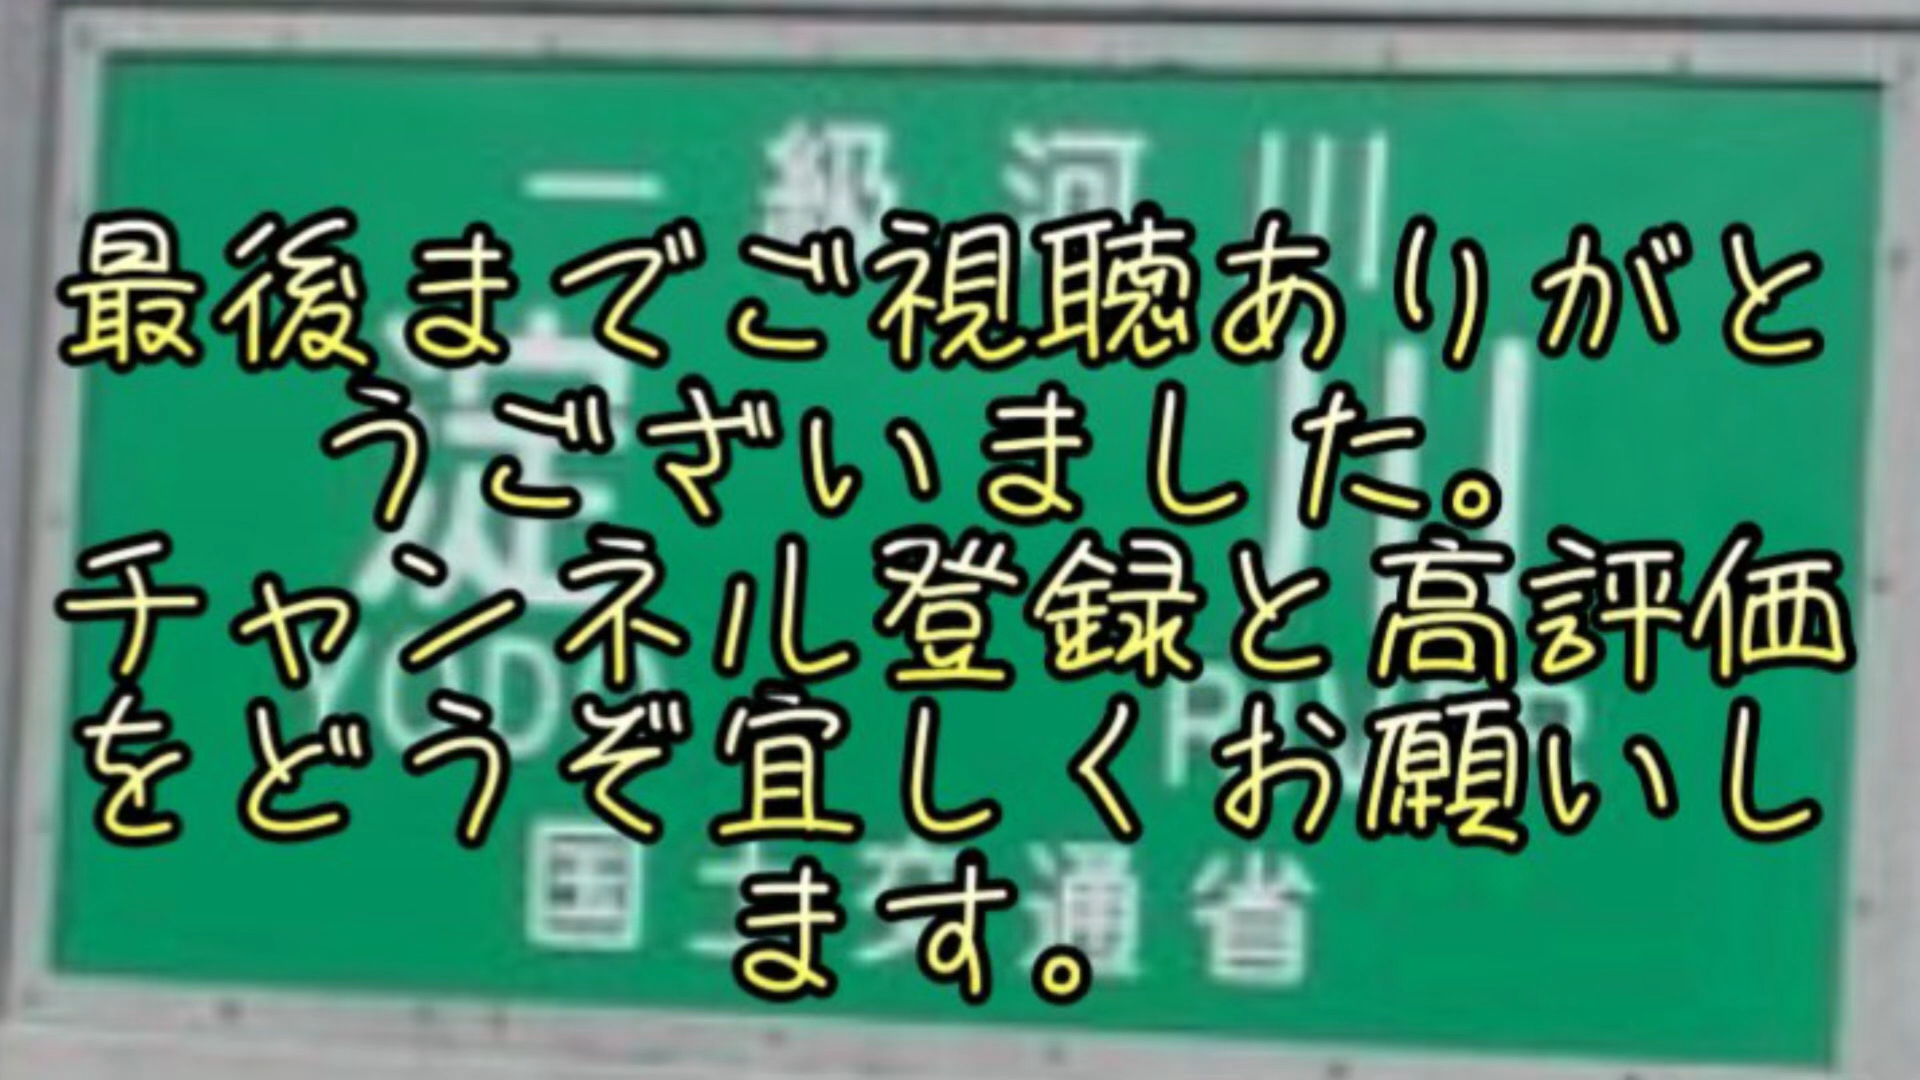 一級河川
最後までご視聴ありがと
うございました。
淀川
チャンネル登録と高評価
をどうぞ宜しくお願いし
ます。
国土交通省